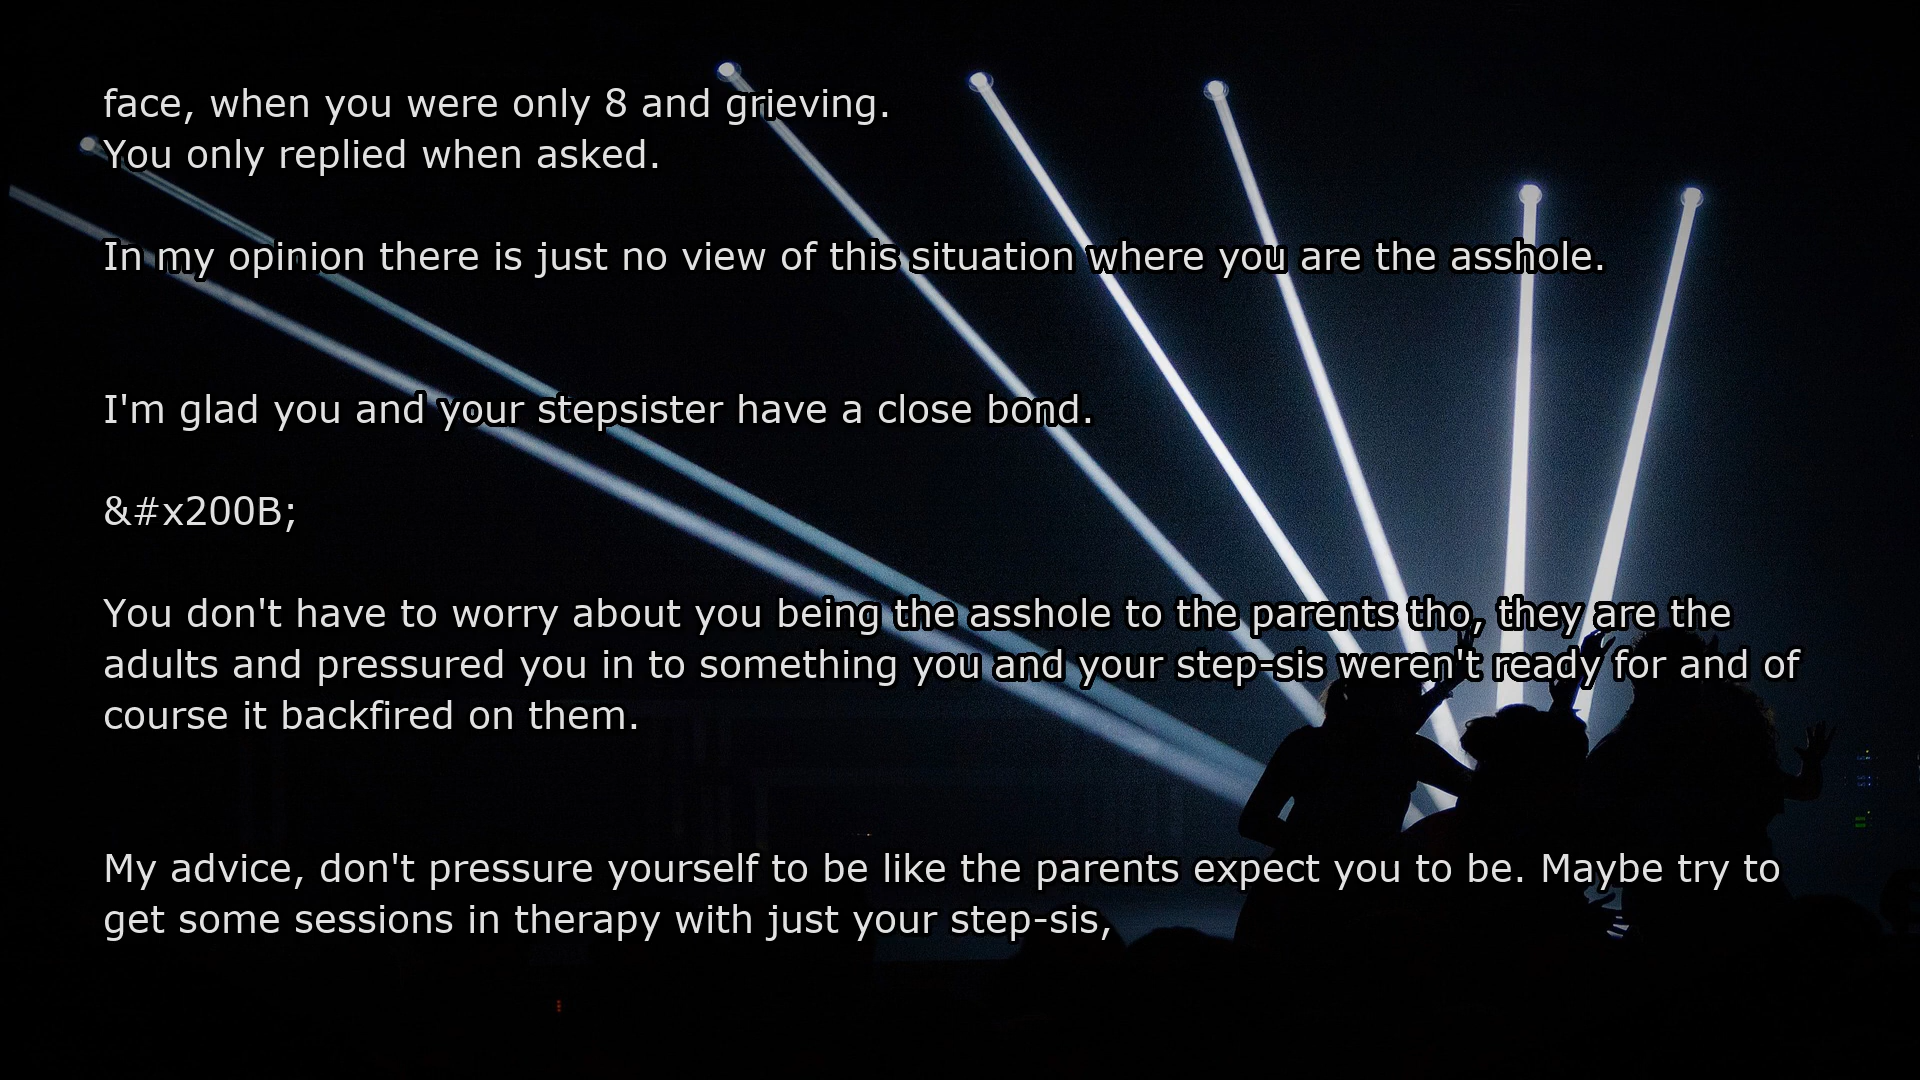 face, when you were only 8 and grieving.
You only replied when asked.
In my opinion there is just no view of this situation where you are the asshole.
I'm glad you and your stepsister have a close bond.
&#x200B;
You don't have to worry about you being the asshole to the parents tho, they are the
adults and pressured you in to something you and your step-sis weren't ready for and of
course it backfired on them.
My advice, don't pressure yourself to be like the parents expect you to be. Maybe try to
get some sessions in therapy with just your step-sis,